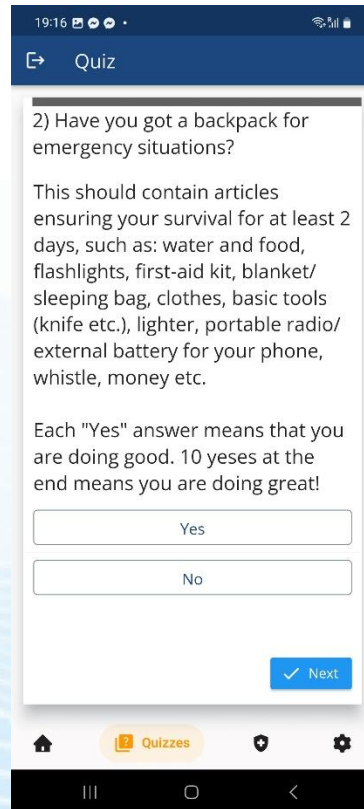 19:16
Quiz
2) Have you got a backpack for
emergency situations?
This should contain articles
ensuring your survival for at least 2
days, such as: water and food,
flashlights, first-aid kit, blanket/
sleeping bag, clothes, basic tools
(knife etc.), lighter, portable radio/
external battery for your phone,
whistle, money etc.
Each "Yes" answer means that you
are doing good. 10 yeses at the
end means you are doing great!
Yes
No
Next
Quizzes